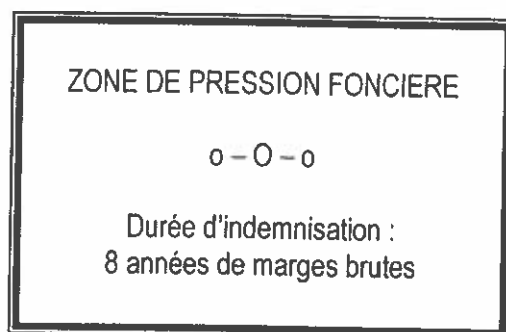 ZONE DE PRESSION FONCIERE
o – O – o
Durée d'indemnisation :
8 années de marges brutes